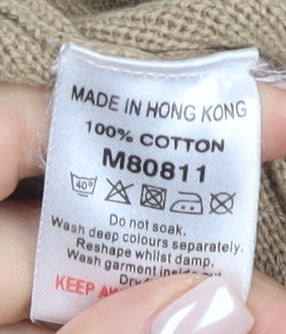 MADE IN HONG KONG
100% COTTON
M80811
40°
Do not soak.
Wash deep colours separately.
Reshape whilst damp.
Wash garment inside out
KEEP